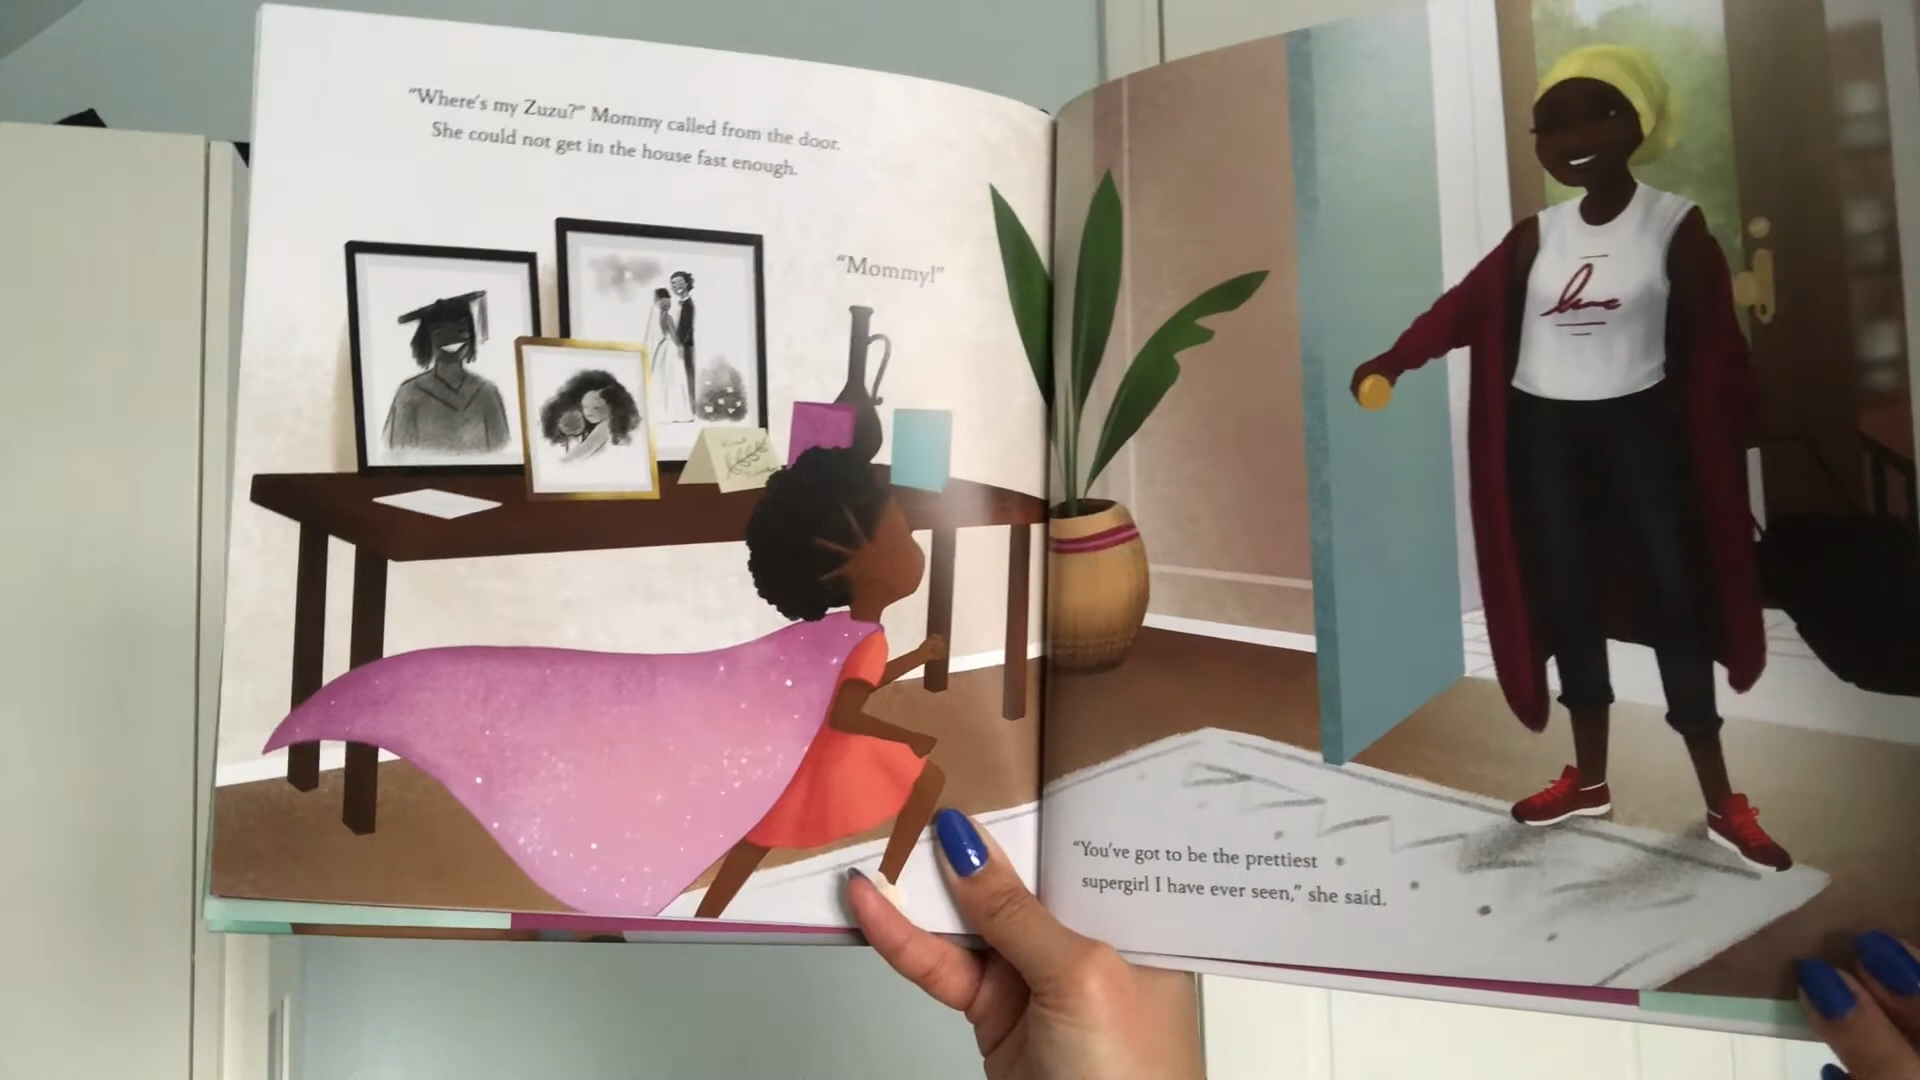 “Where’s my Zuzu?” Mommy called from the door.
She could not get in the house fast enough.
“Mommy!”
love
“You’ve got to be the prettiest
supergirl I have ever seen,” she said.